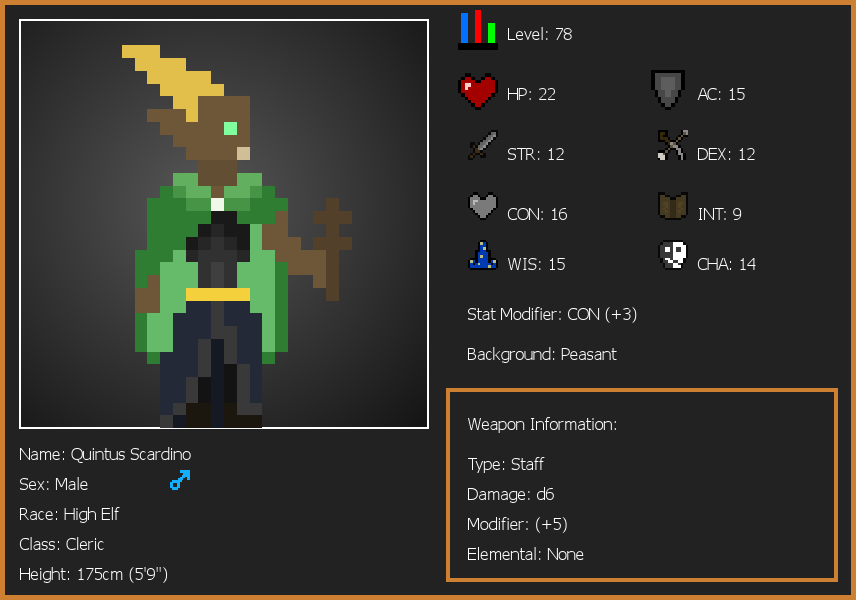 Level: 78
HP: 22
AC: 15
STR: 12
DEX: 12
CON: 16
INT: 9
WIS: 15
CHA: 14
Stat Modifier: CON (+3)
Background: Peasant
Weapon Information:
Type: Staff
Damage: d6
Modifier: (+5)
Elemental: None
Name: Quintus Scardino
Sex: Male
Race: High Elf
Class: Cleric
Height: 175cm (5'9")